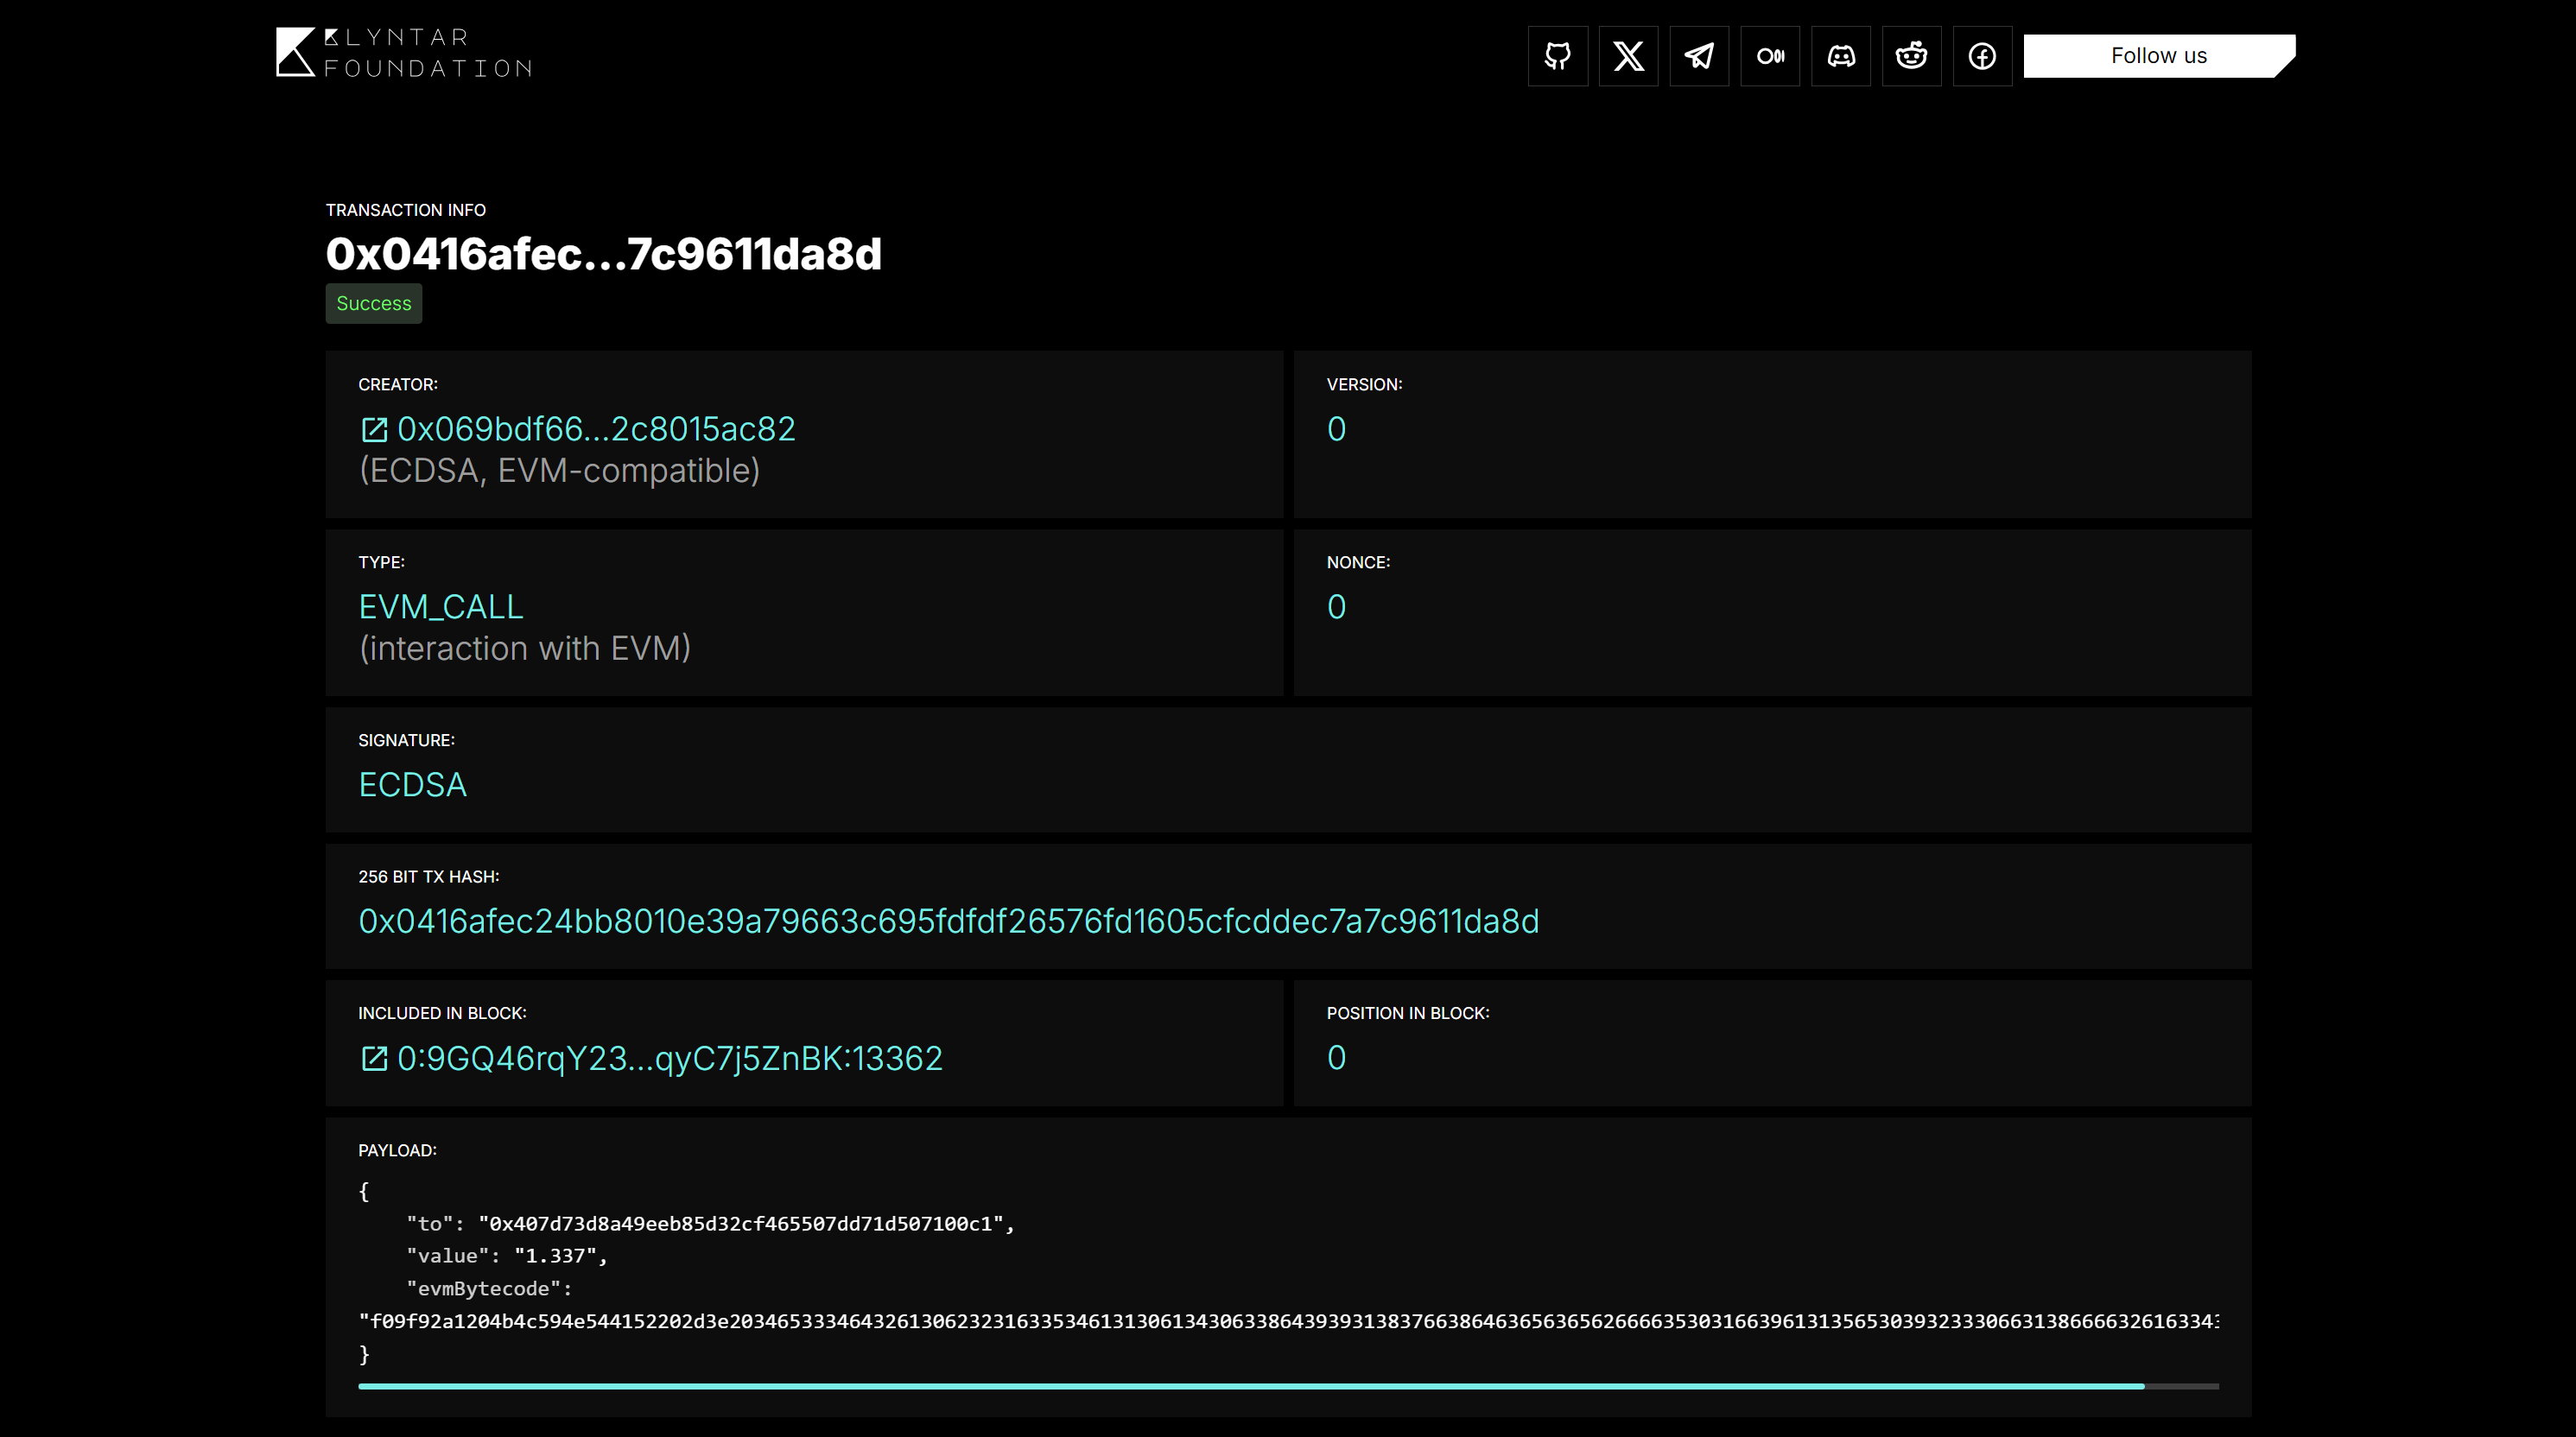 KLYNTAR
FOUNDATION
Follow us
TRANSACTION INFO
0x0416afec...7c9611da8d
Success
CREATOR:
0x069bdf66...2c8015ac82
(ECDSA, EVM-compatible)
VERSION:
0
TYPE:
EVM_CALL
(interaction with EVM)
NONCE:
0
SIGNATURE:
ECDSA
256 BIT TX HASH:
0x0416afec24bb8010e39a79663c695fdfdf26576fd1605cfcddec7a7c9611da8d
INCLUDED IN BLOCK:
0:9GQ46rqY23...qyC7j5ZnBK:13362
POSITION IN BLOCK:
0
PAYLOAD:
{
"to": "0x407d73d8a49eeb85d32cf465507dd71d507100c1",
"value": "1.337",
"evmBytecode":
}